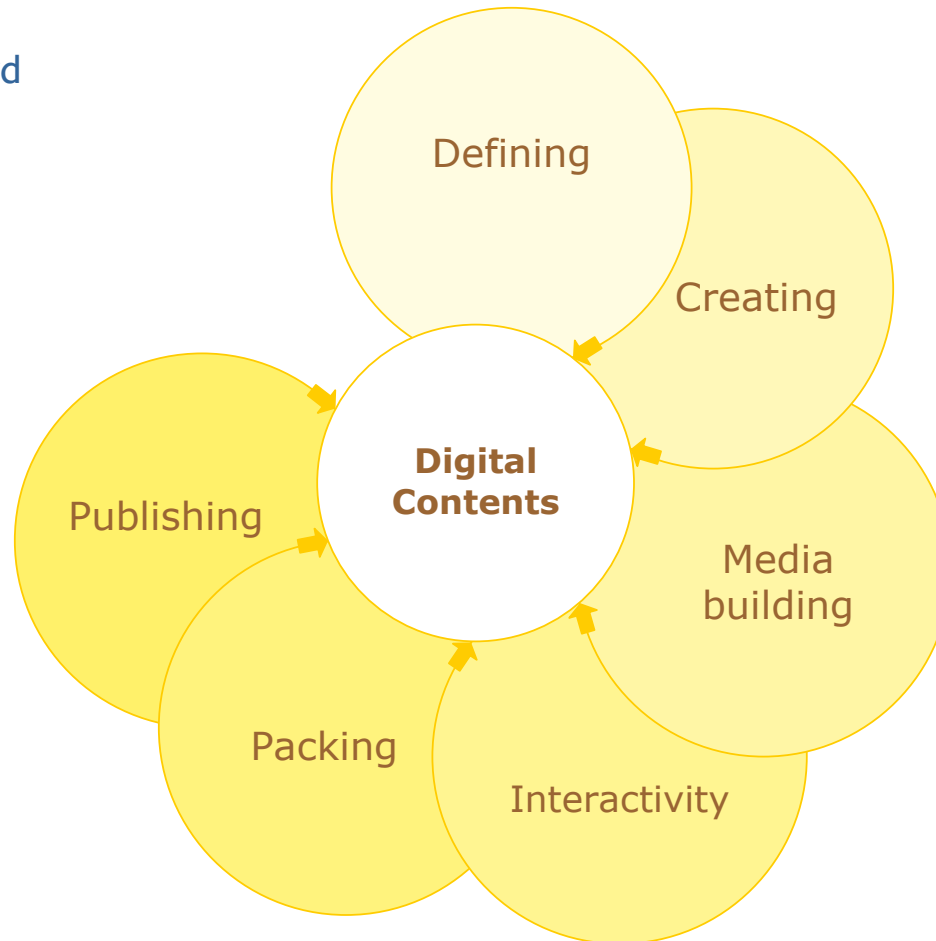 d
Defining
Creating
Digital
Contents
Media
building
Publishing
Packing
Interactivity